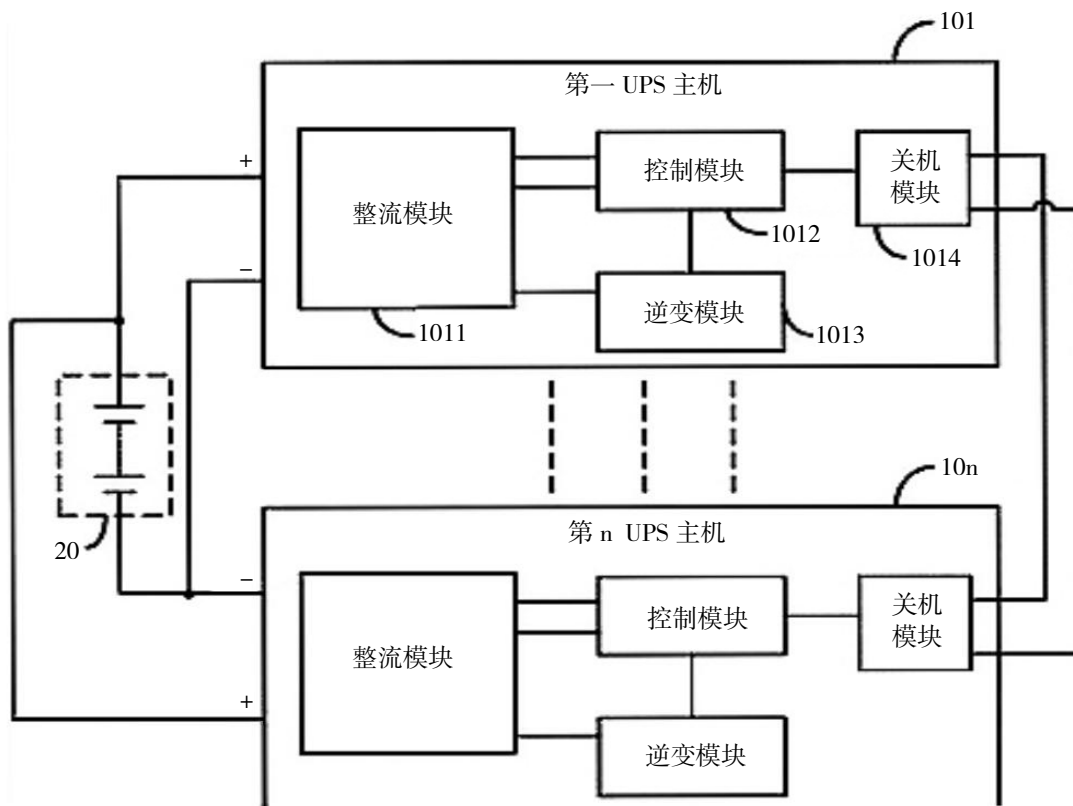 101
第一 UPS 主机
+
整流模块
控制模块
关机
模块
1012
1014
−
逆变模块
1011
1013
10n
20
第 n UPS 主机
−
整流模块
控制模块
关机
模块
+
逆变模块